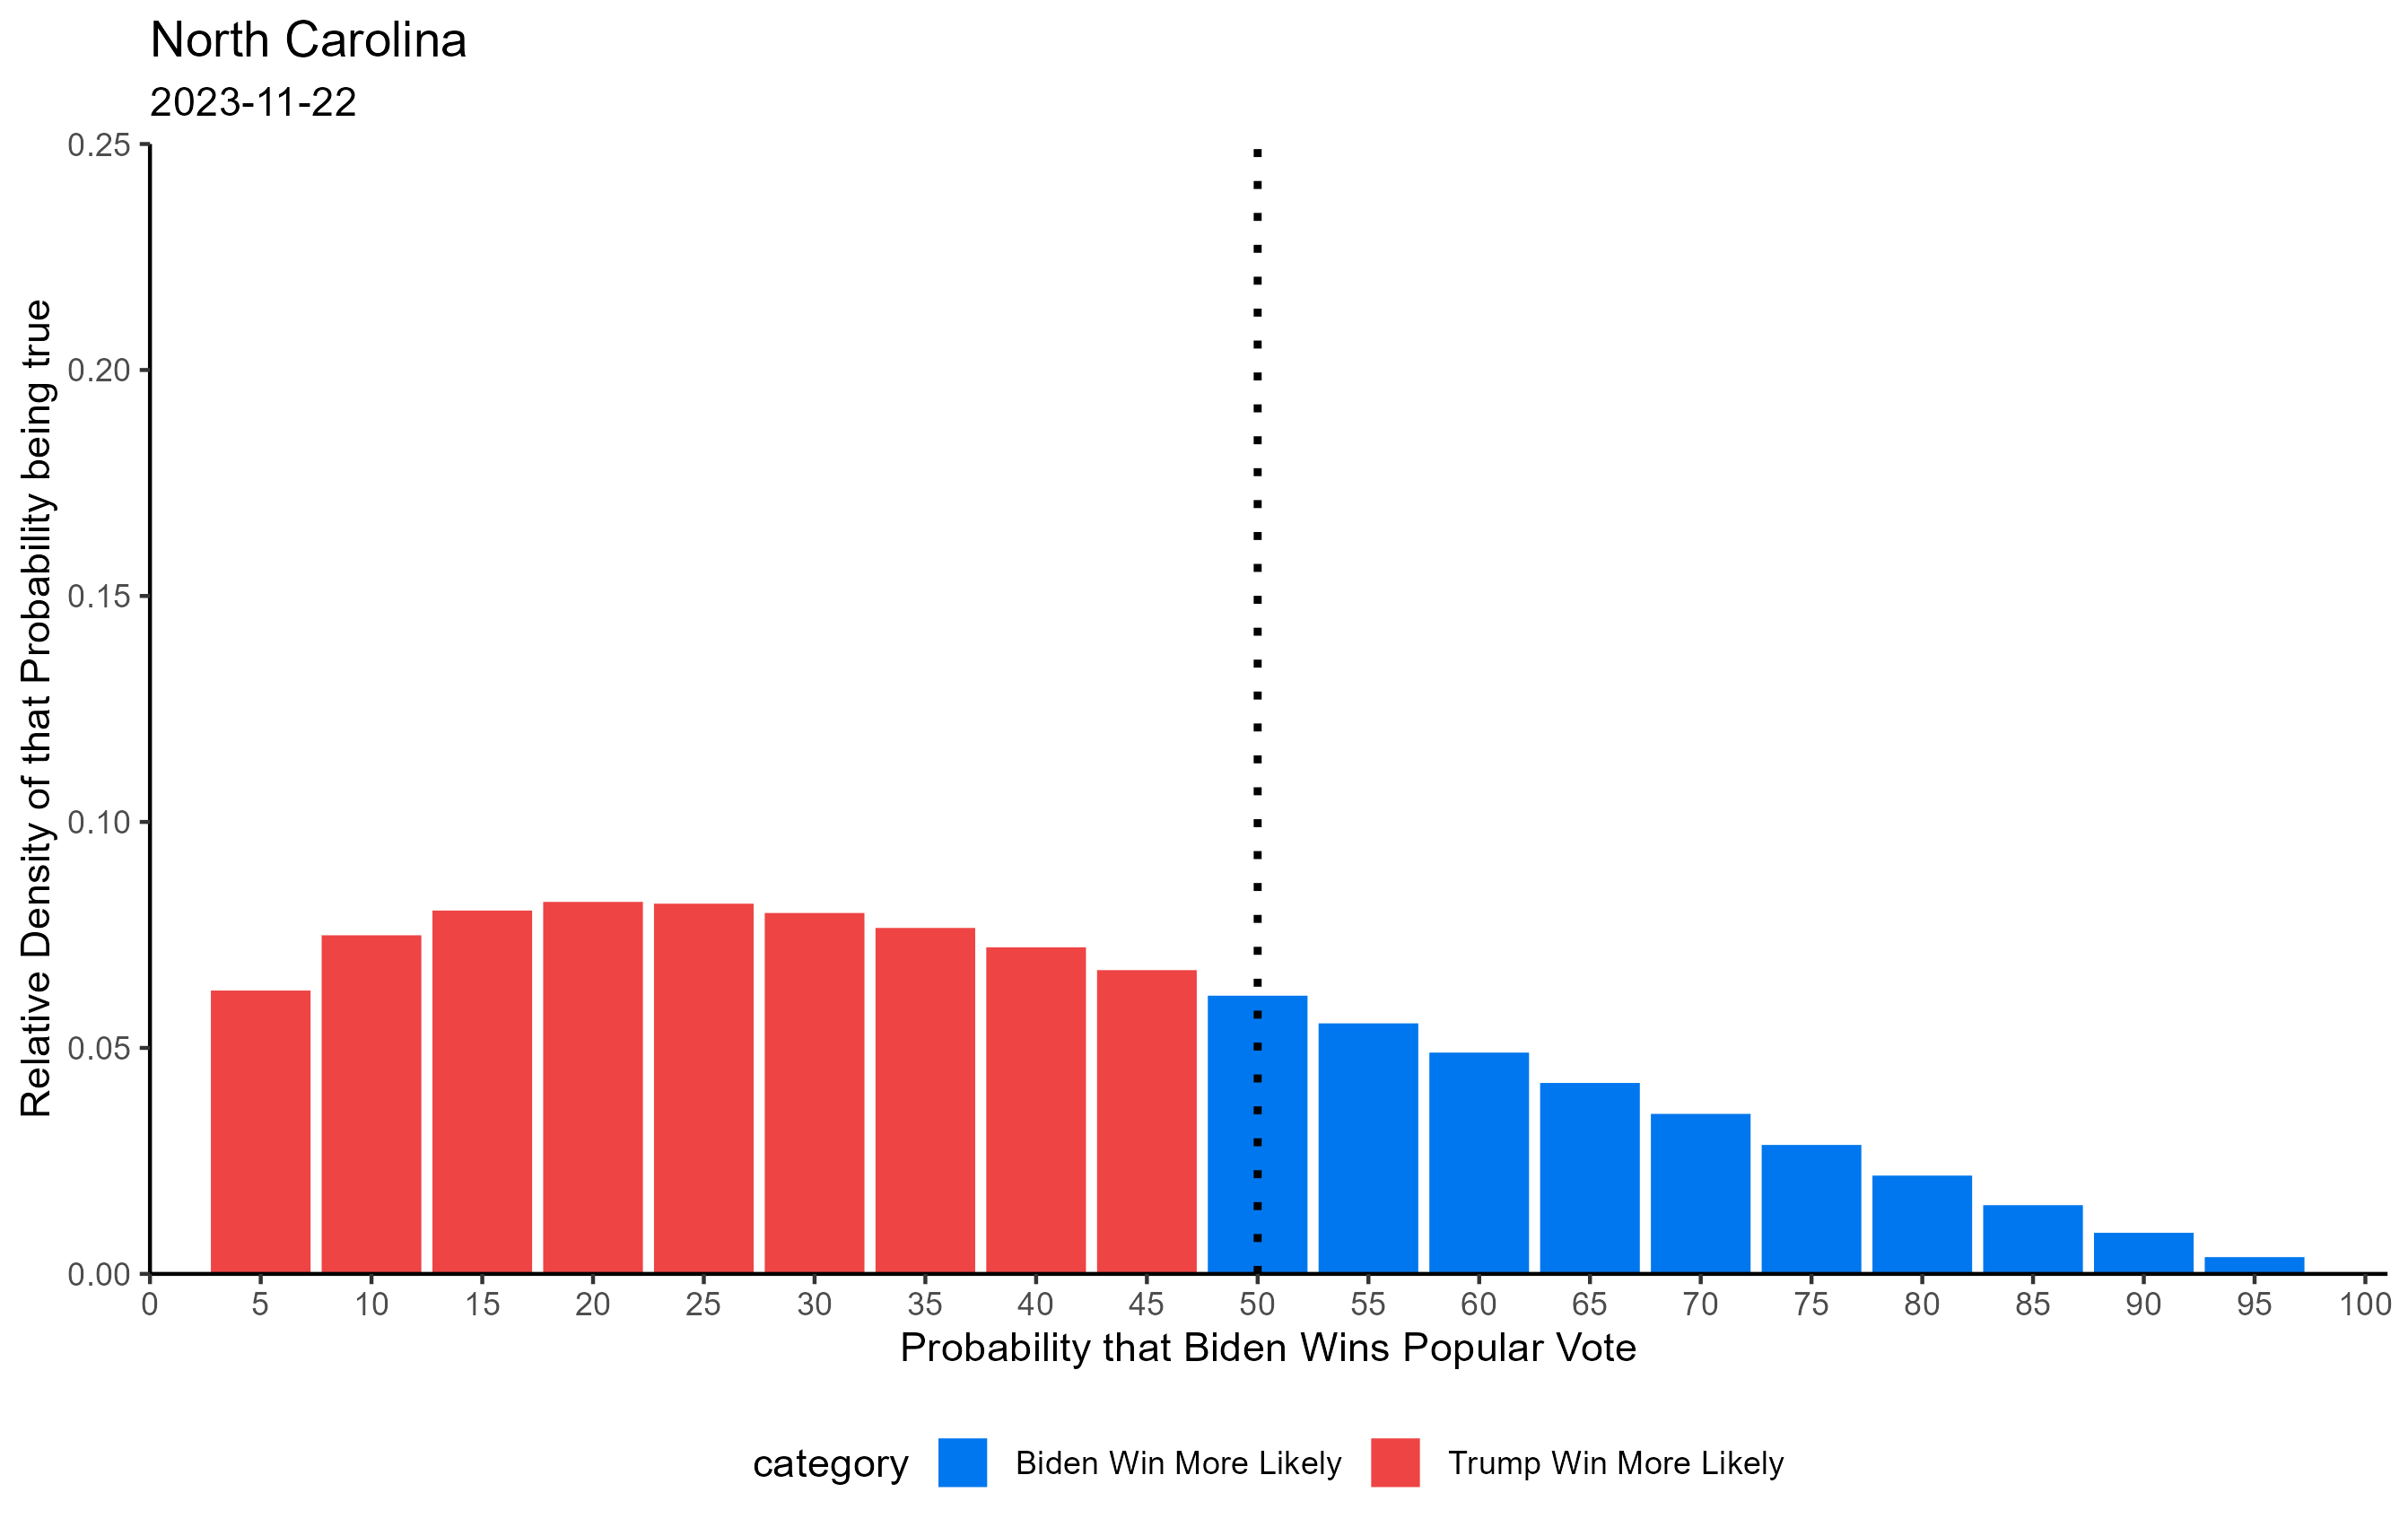 North Carolina
2023-11-22
Relative Density of that Probability being true
0.25
0.20
0.15
0.10
0.05
0.00
0 5 10 15 20 25 30 35 40 45 50 55 60 65 70 75 80 85 90 95 100
Probability that Biden Wins Popular Vote
category Biden Win More Likely Trump Win More Likely